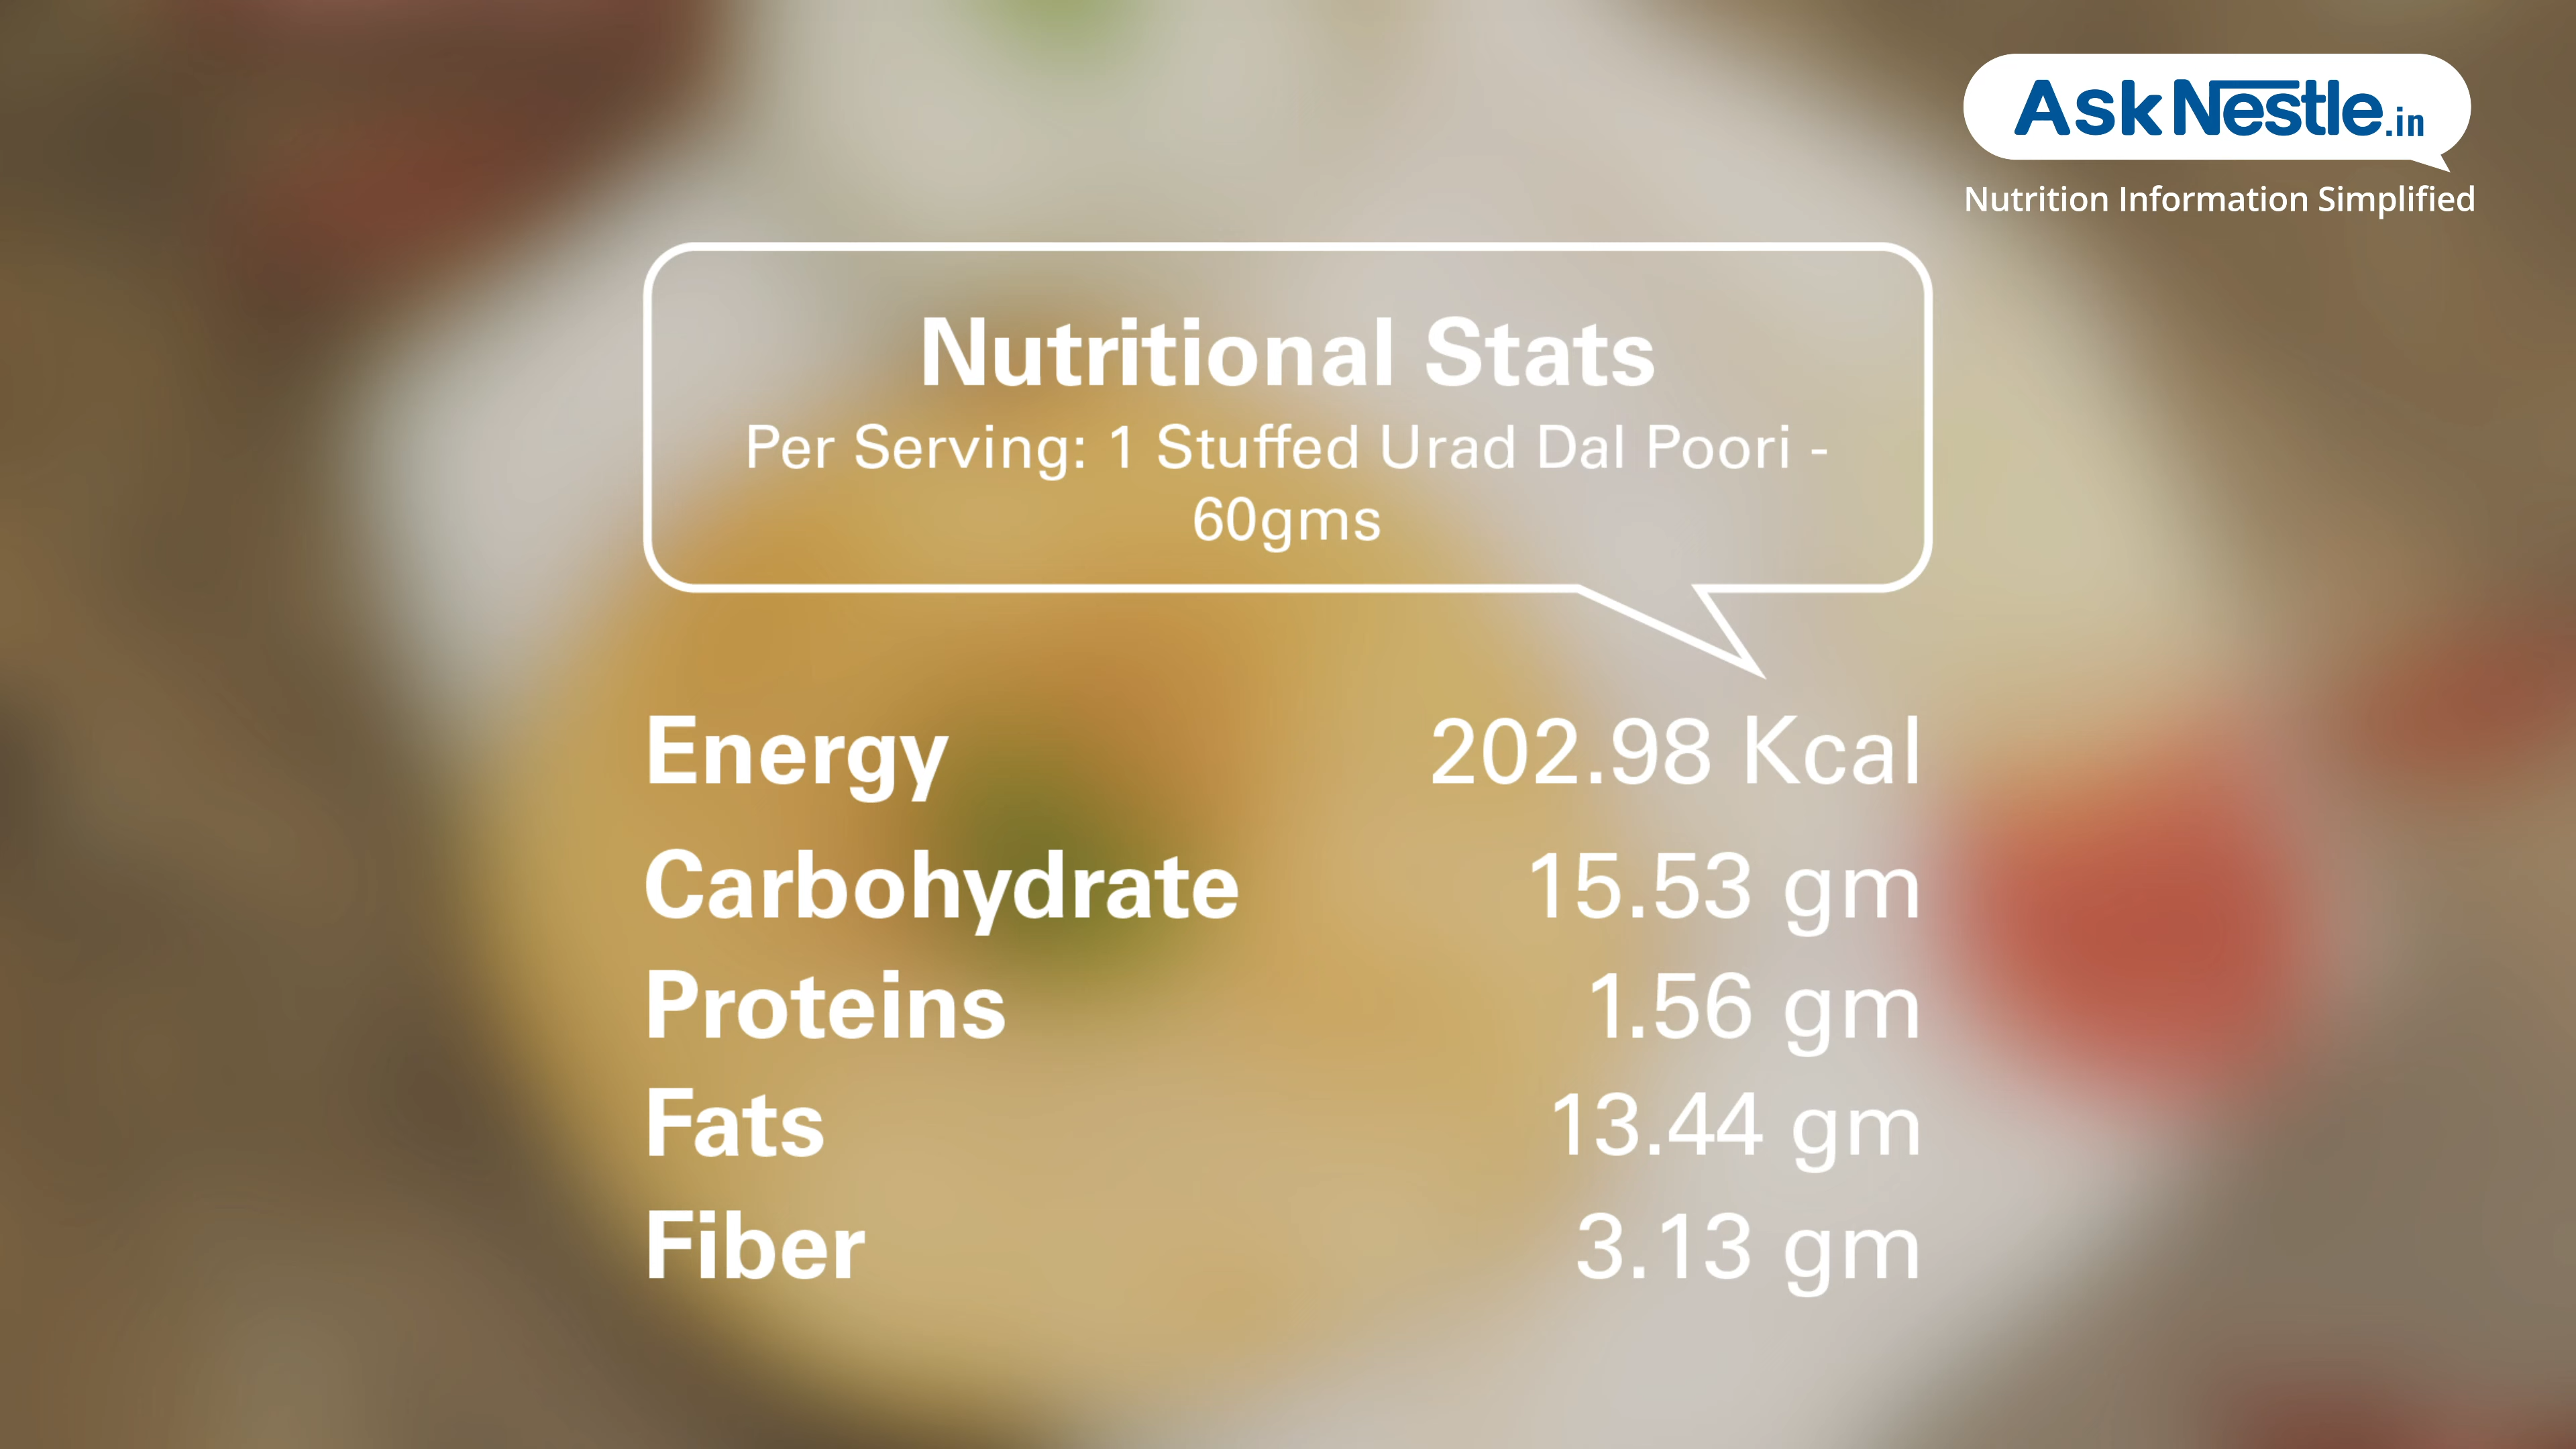 AskNestle.in
Nutrition Information Simplified
Nutritional Stats
Per Serving: 1 Stuffed Urad Dal Poori -
60gms
Energy 202.98 Kcal
Carbohydrate 15.53 gm
Proteins 1.56 gm
Fats 13.44 gm
Fiber 3.13 gm